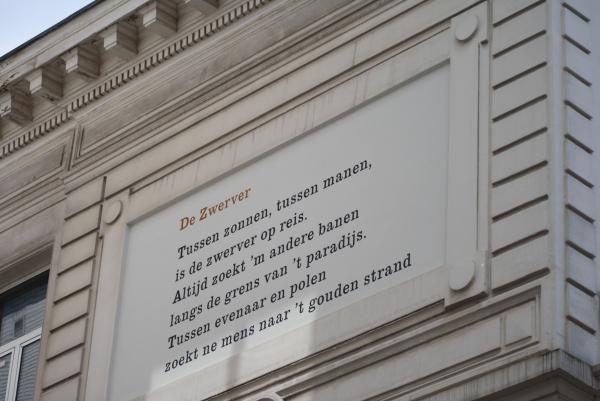 De Zwerver
Tussen zonnen, tussen manen,
is de zwerver op reis.
Altijd zoekt 'm andere banen
langs de grens van 't paradijs.
Tussen evenaar en polen
zoekt ne mens naar 't gouden strand